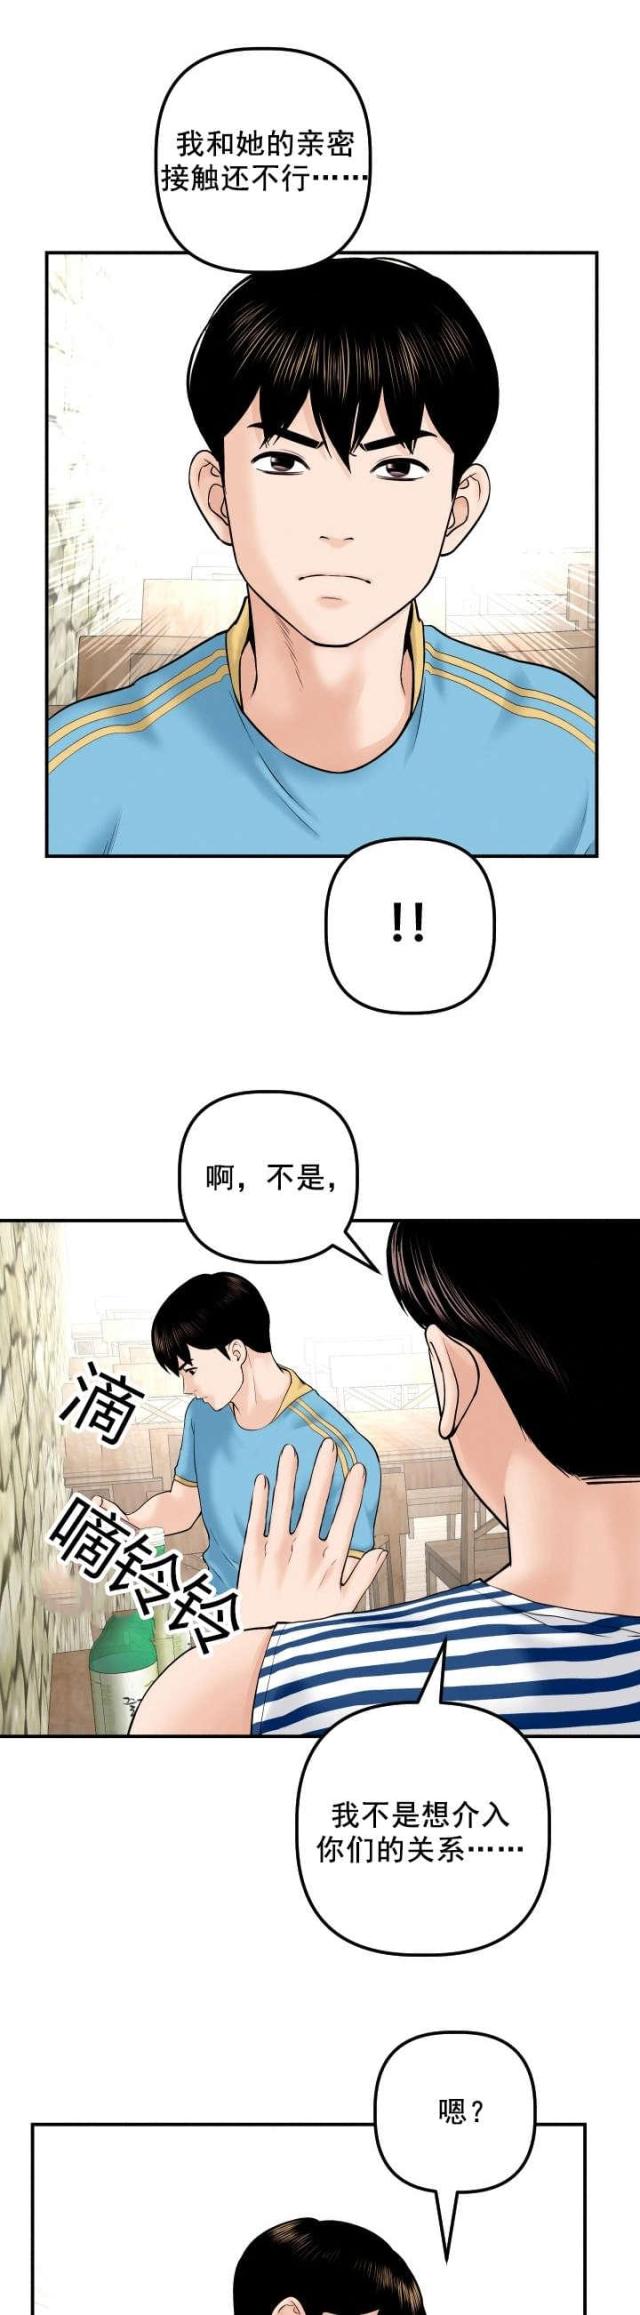 我和她的亲密
接触还不行……
!!
啊，不是，
滴
嘀铃铃
我不是想介入
你们的关系……
嗯？